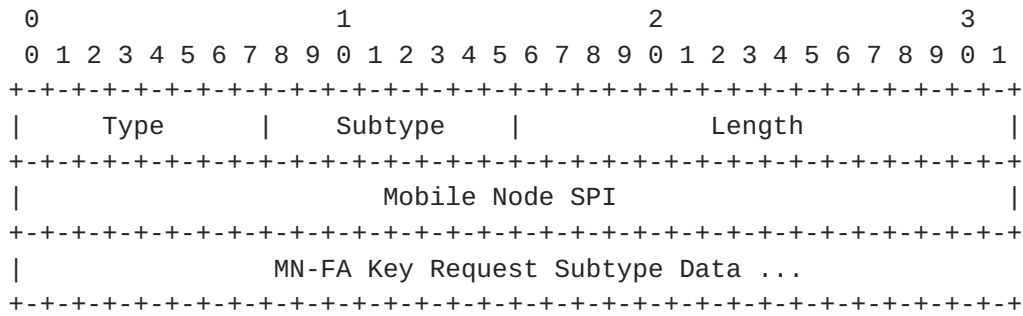 0                   1                   2                   3
 0 1 2 3 4 5 6 7 8 9 0 1 2 3 4 5 6 7 8 9 0 1 2 3 4 5 6 7 8 9 0 1
+-+-+-+-+-+-+-+-+-+-+-+-+-+-+-+-+-+-+-+-+-+-+-+-+-+-+-+-+-+-+-+-+
|     Type      |    Subtype    |            Length             |
+-+-+-+-+-+-+-+-+-+-+-+-+-+-+-+-+-+-+-+-+-+-+-+-+-+-+-+-+-+-+-+-+
|                       Mobile Node SPI                         |
+-+-+-+-+-+-+-+-+-+-+-+-+-+-+-+-+-+-+-+-+-+-+-+-+-+-+-+-+-+-+-+-+
|                MN-FA Key Request Subtype Data ...
+-+-+-+-+-+-+-+-+-+-+-+-+-+-+-+-+-+-+-+-+-+-+-+-+-+-+-+-+-+-+-+-+